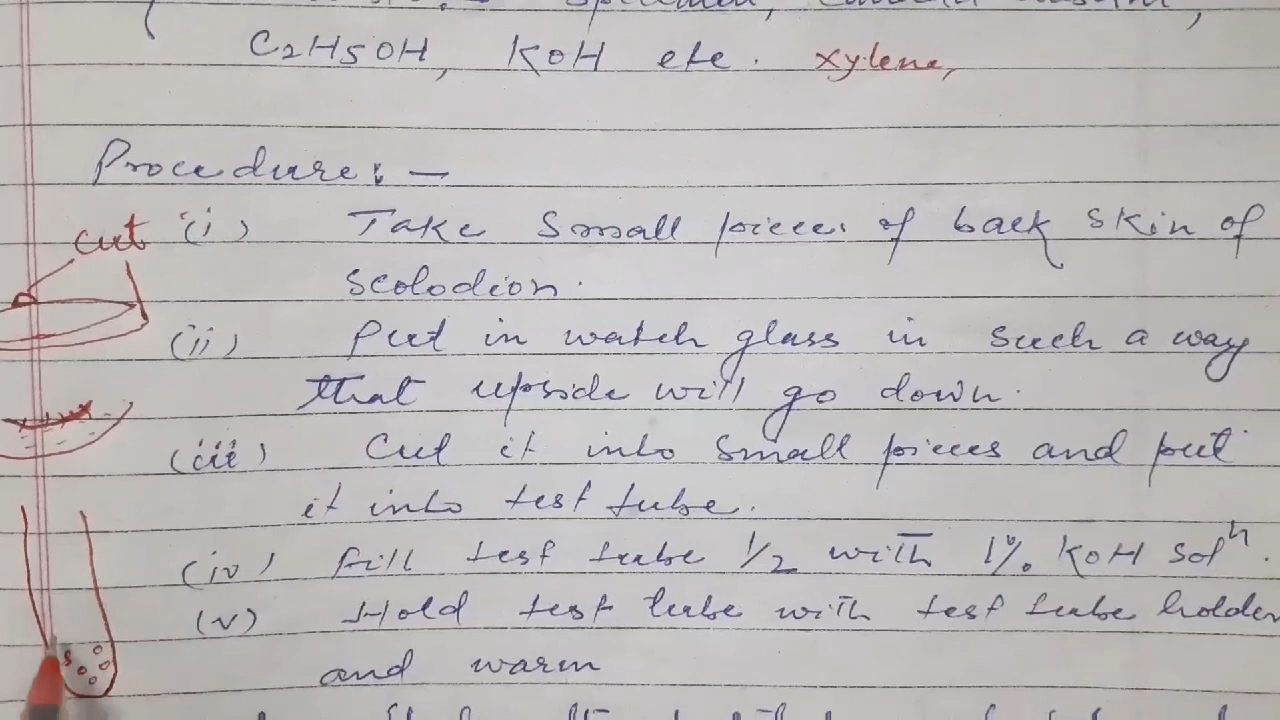 specimen,
C2H5OH, KOH etc. xylene,
Procedure: —
cut (i) Take small pieces of back skin of
scolodion.
(ii) Put in watch glass in such a way
that upside will go down.
(iii) Cut it into small pieces and put
it into test tube.
(iv) fill test tube 1/2 with 1% KOH solⁿ.
(v) Hold test tube with test tube holder
and warm